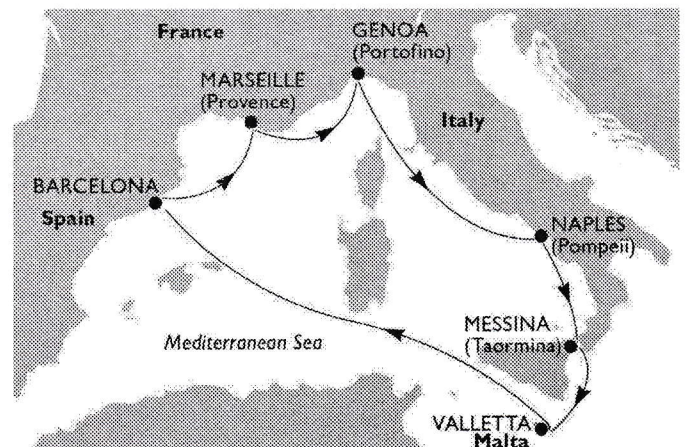 France
GENOA
(Portofino)
MARSEILLE
(Provence)
Italy
BARCELONA
Spain
NAPLES
(Pompeii)
MESSINA
(Taormina)
Mediterranean Sea
VALLETTA
Malta